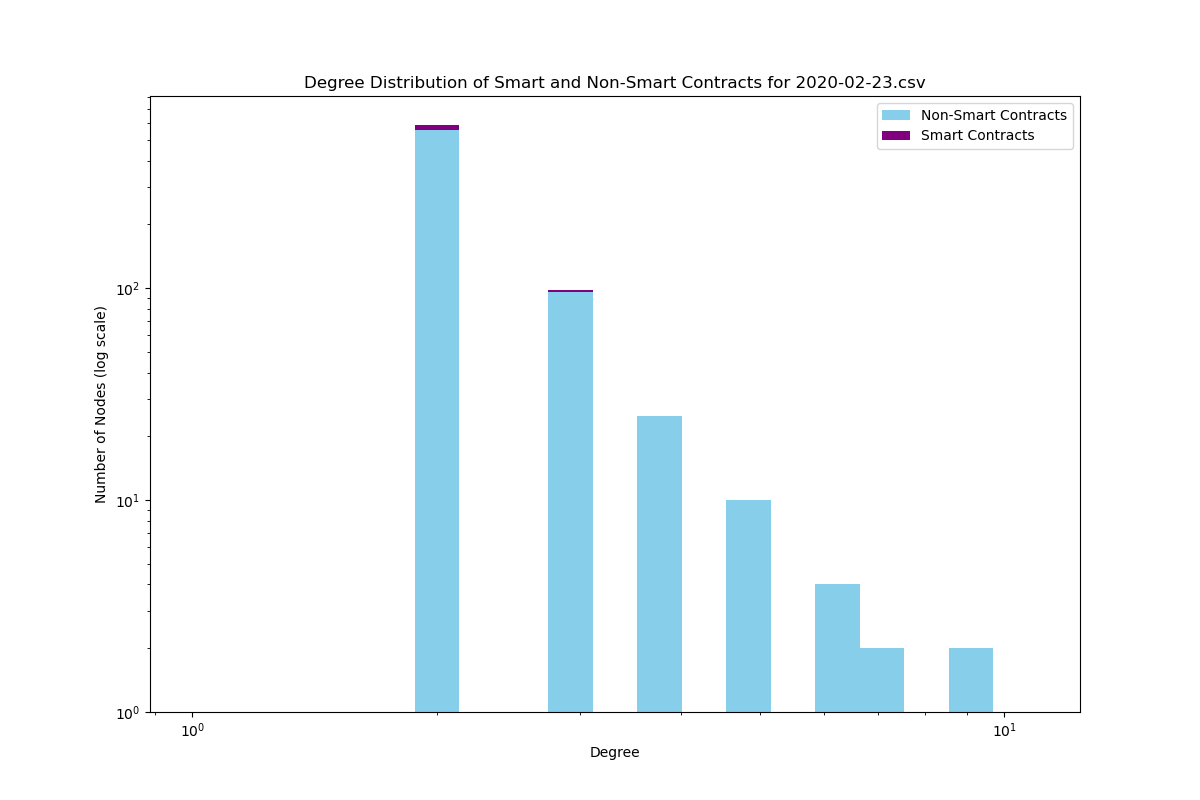 Degree Distribution of Smart and Non-Smart Contracts for 2020-02-23.csv
Non-Smart Contracts
Smart Contracts
Number of Nodes (log scale)
10²
10¹
10⁰
10⁰ 10¹
Degree